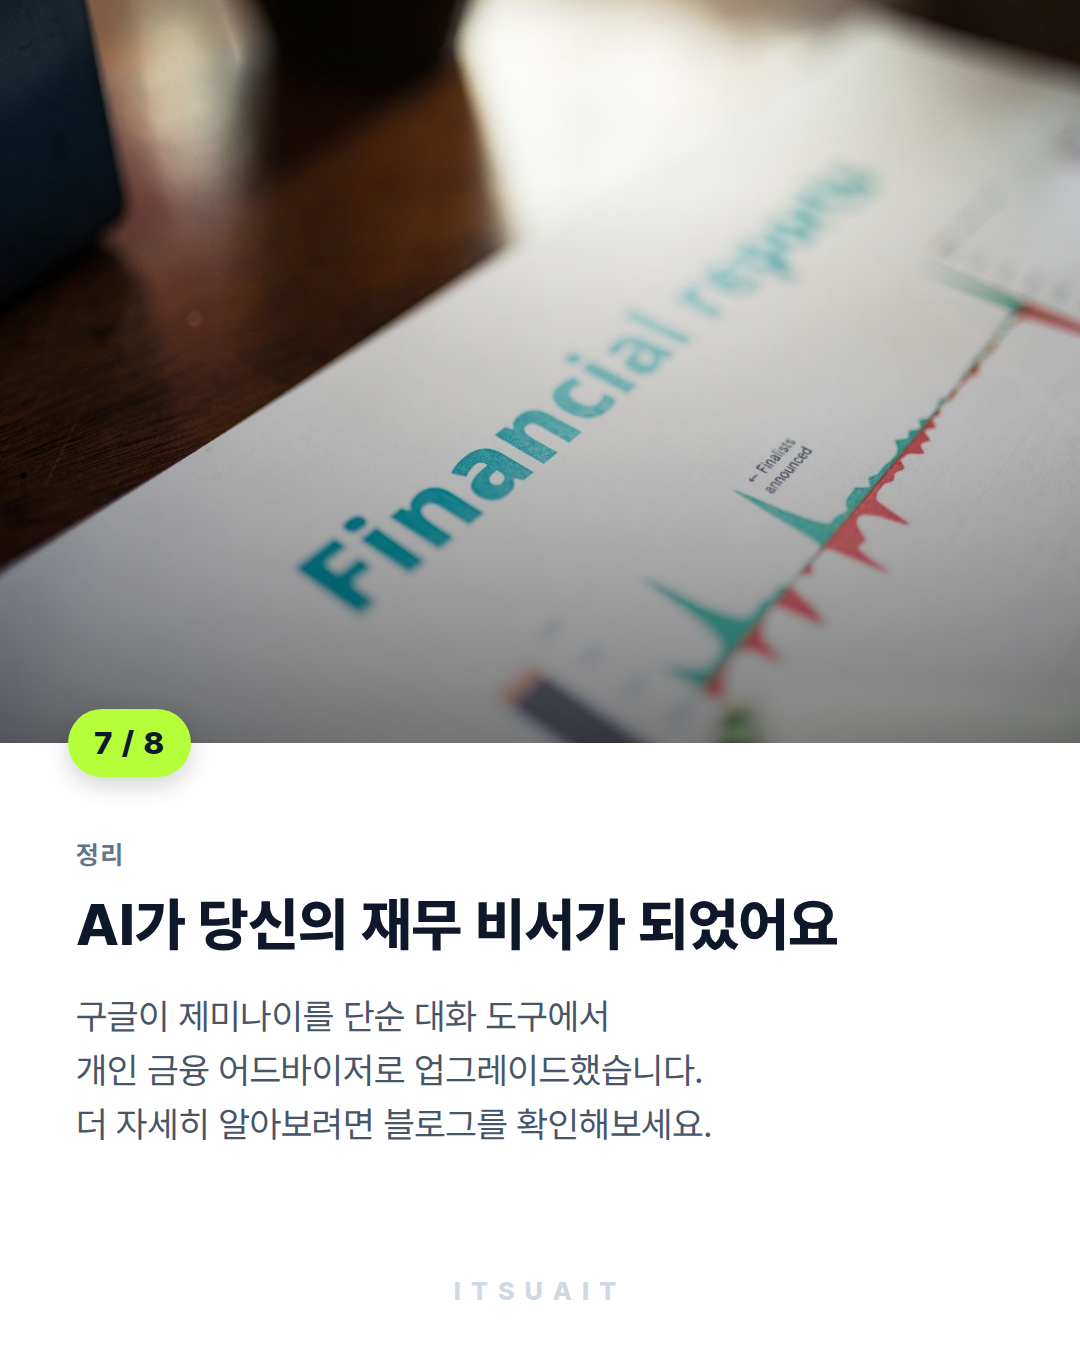 Financial
← Finalists
announced
7 / 8
정리
AI가 당신의 재무 비서가 되었어요
구글이 제미나이를 단순 대화 도구에서
개인 금융 어드바이저로 업그레이드했습니다.
더 자세히 알아보려면 블로그를 확인해보세요.
ITSUAIT